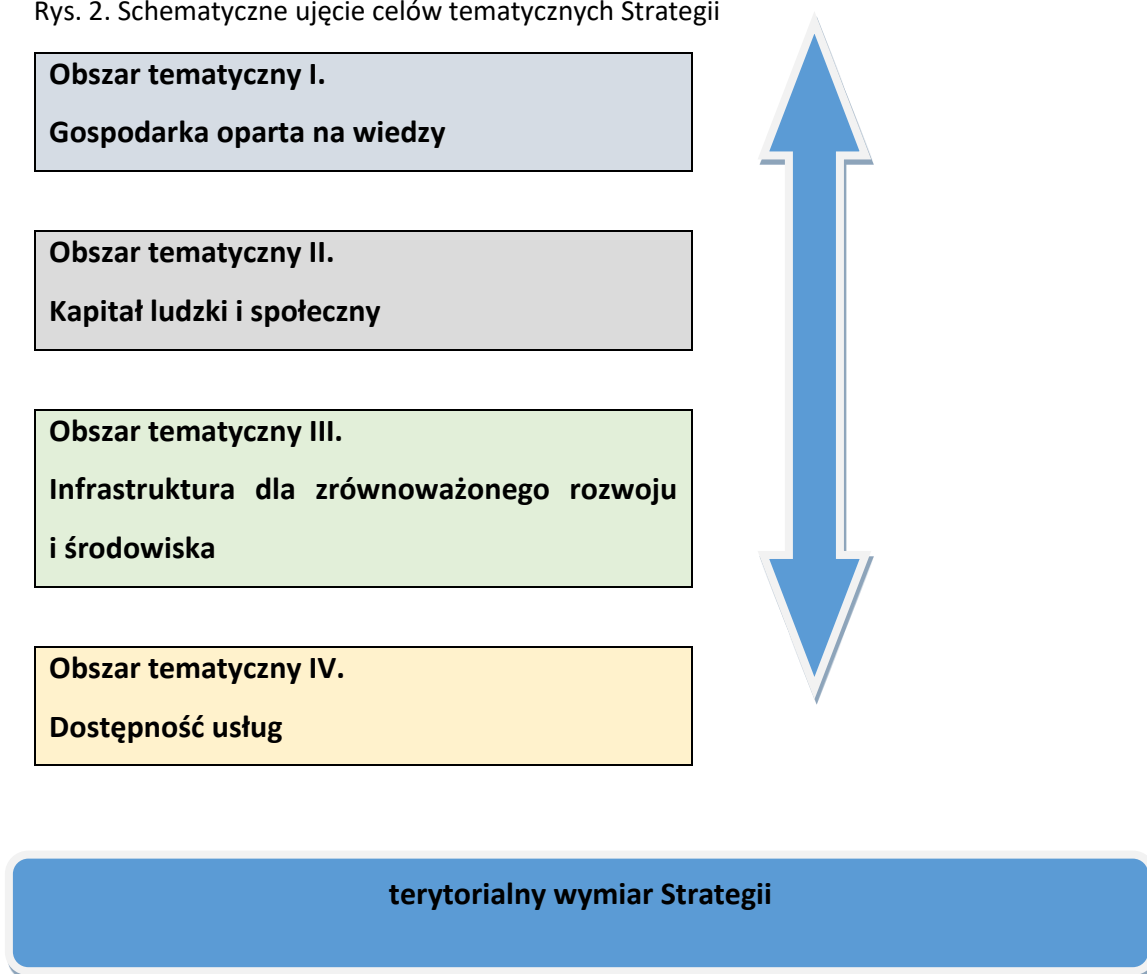 Rys. 2. Schematyczne ujęcie celów tematycznych Strategii
Obszar tematyczny I.
Gospodarka oparta na wiedzy
Obszar tematyczny II.
Kapitał ludzki i społeczny
Obszar tematyczny III.
Infrastruktura dla zrównoważonego rozwoju
i środowiska
Obszar tematyczny IV.
Dostępność usług
terytorialny wymiar Strategii